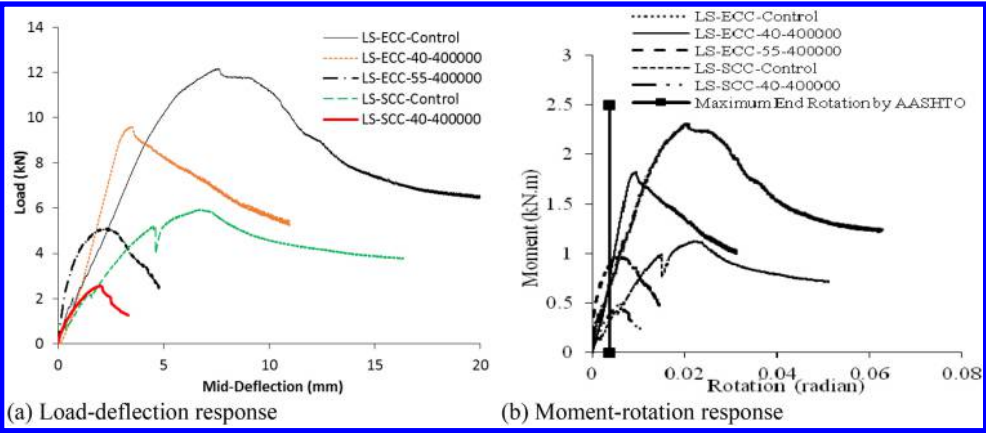 14
12
10
8
6
4
2
0
Load (kN)
LS-ECC-Control
LS-ECC-40-400000
LS-ECC-55-400000
LS-SCC-Control
LS-SCC-40-400000
0 5 10 15 20
Mid-Deflection (mm)
(a) Load-deflection response
LS-ECC-Control
LS-ECC-40-400000
LS-ECC-55-400000
LS-SCC-Control
LS-SCC-40-400000
Maximum End Rotation by AASHTO
3
2.5
2
1.5
1
0.5
0
Moment (kN.m)
0 0.02 0.04 0.06 0.08
Rotation (radian)
(b) Moment-rotation response